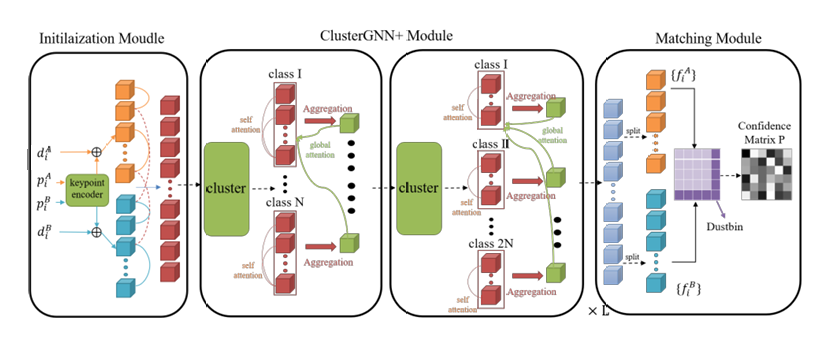 Initilaization Moudle
ClusterGNN+ Module
Matching Module
d_i^A
p_i^A
p_i^B
d_i^B
keypoint
encoder
cluster
class I
self
attention
Aggregation
global
attention
class N
self
attention
Aggregation
cluster
class I
self
attention
Aggregation
global
attention
class II
self
attention
Aggregation
class 2N
self
attention
Aggregation
× L
split
split
{f_i^A}
{f_i^B}
Dustbin
Confidence
Matrix P